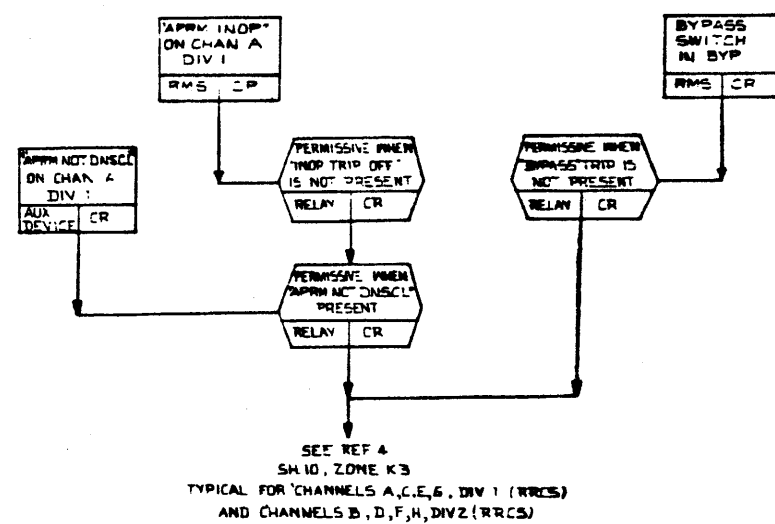 "APRM INOP"
ON CHAN A
DIV 1
RMS CR
BYPASS
SWITCH
IN BYP
RMS CR
"APRM NOT DNSCL"
ON CHAN A
DIV 1
AUX
DEVICE CR
PERMISSIVE WHEN
"INOP TRIP OFF"
IS NOT PRESENT
RELAY CR
PERMISSIVE WHEN
"BYPASS" TRIP IS
NOT PRESENT
RELAY CR
PERMISSIVE WHEN
"APRM NOT DNSCL"
PRESENT
RELAY CR
SEE REF 4
SH.10, ZONE K3
TYPICAL FOR CHANNELS A,C,E,G, DIV 1 (RRCS)
AND CHANNELS B, D, F, H, DIV2 (RRCS)